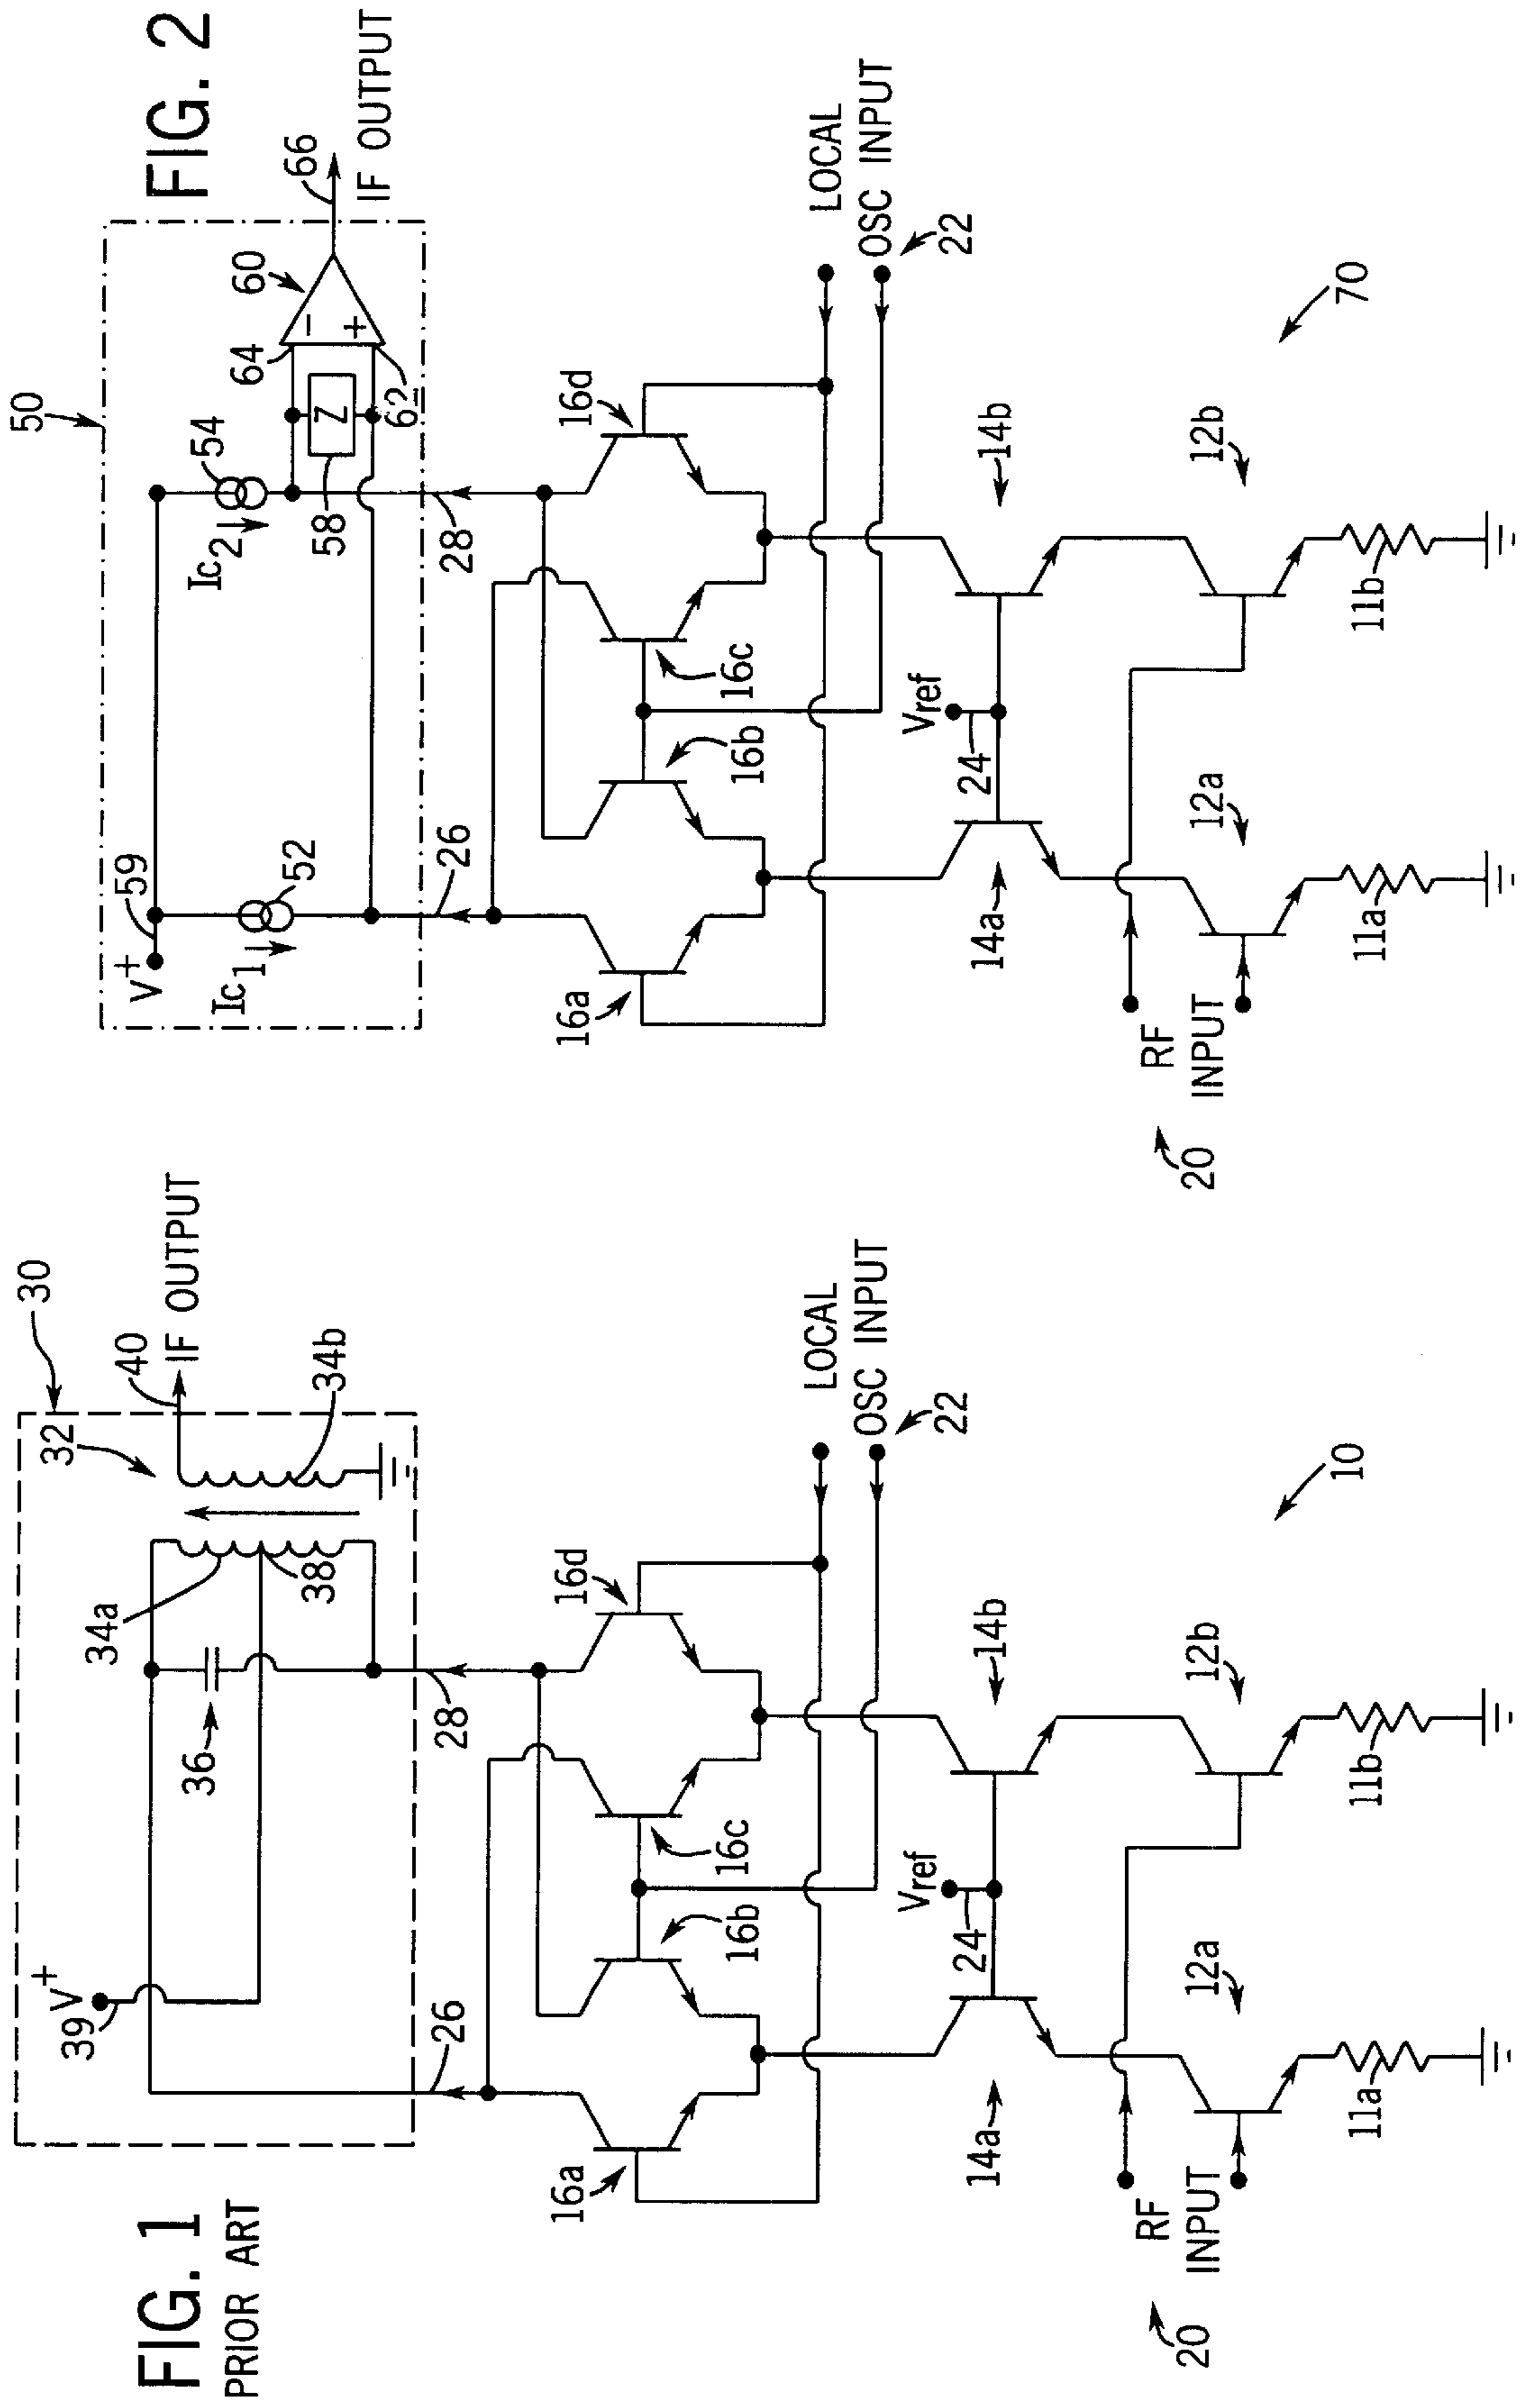 FIG. 1
PRIOR ART
30
32
40
IF OUTPUT
34a
34b
38
36
V+
39
26
28
16a
16b
16c
16d
LOCAL
OSC INPUT
22
14a
14b
Vref
24
12a
12b
RF
INPUT
20
11a
11b
10
FIG. 2
50
59
V+
Ic1
52
Ic2
54
58
Z
64
60
-
+
62
66
IF OUTPUT
26
28
16a
16b
16c
16d
LOCAL
OSC INPUT
22
14a
14b
Vref
24
12a
12b
RF
INPUT
20
11a
11b
70